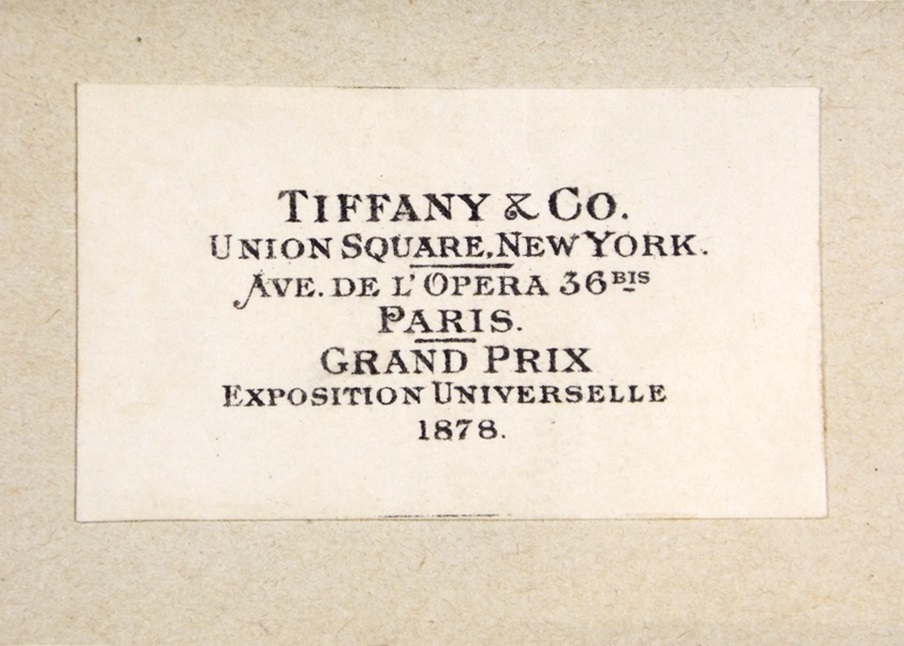 TIFFANY & CO.
UNION SQUARE, NEW YORK.
AVE. DE L' OPERA 36BIS
PARIS.
GRAND PRIX
EXPOSITION UNIVERSELLE
1878.